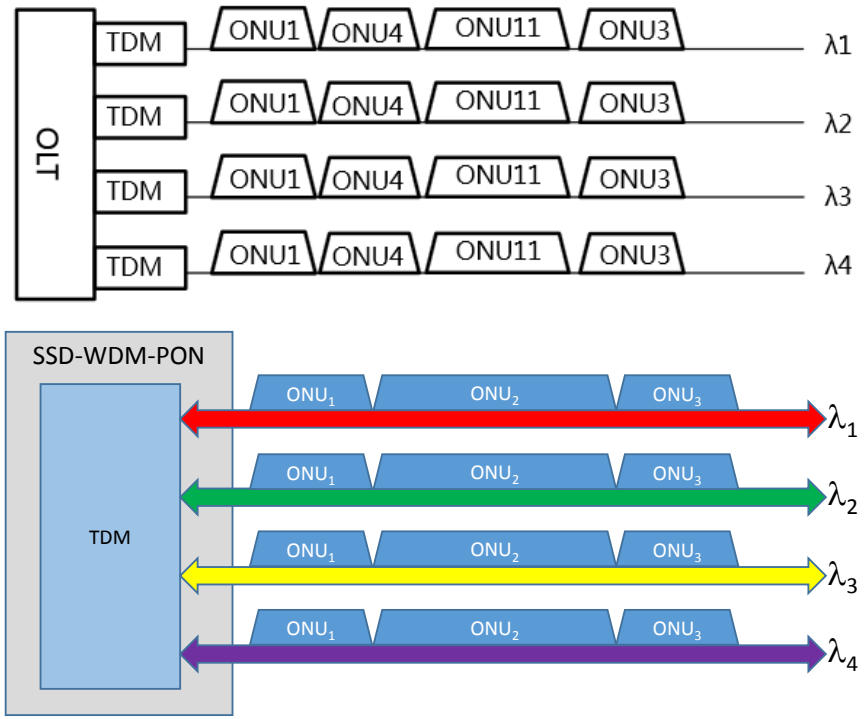 OLT
TDM ONU1 ONU4 ONU11 ONU3 λ1
TDM ONU1 ONU4 ONU11 ONU3 λ2
TDM ONU1 ONU4 ONU11 ONU3 λ3
TDM ONU1 ONU4 ONU11 ONU3 λ4
SSD-WDM-PON
TDM
ONU₁ ONU₂ ONU₃ λ₁
ONU₁ ONU₂ ONU₃ λ₂
ONU₁ ONU₂ ONU₃ λ₃
ONU₁ ONU₂ ONU₃ λ₄